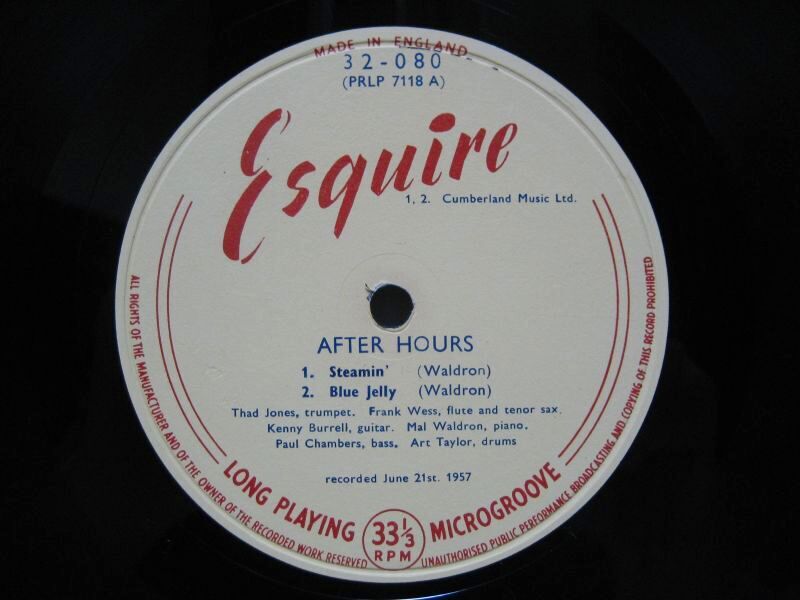 MADE IN ENGLAND
32-080
(PRLP 7118 A)
Esquire
1, 2. Cumberland Music Ltd.
AFTER HOURS
1. Steamin' (Waldron)
2. Blue Jelly (Waldron)
Thad Jones, trumpet. Frank Wess, flute and tenor sax.
Kenny Burrell, guitar. Mal Waldron, piano.
Paul Chambers, bass. Art Taylor, drums
recorded June 21st. 1957
LONG PLAYING 33⅓ RPM MICROGROOVE
ALL RIGHTS OF THE MANUFACTURER AND OF THE OWNER OF THE RECORDED WORK RESERVED
UNAUTHORISED PUBLIC PERFORMANCE BROADCASTING AND COPYING OF THIS RECORD PROHIBITED